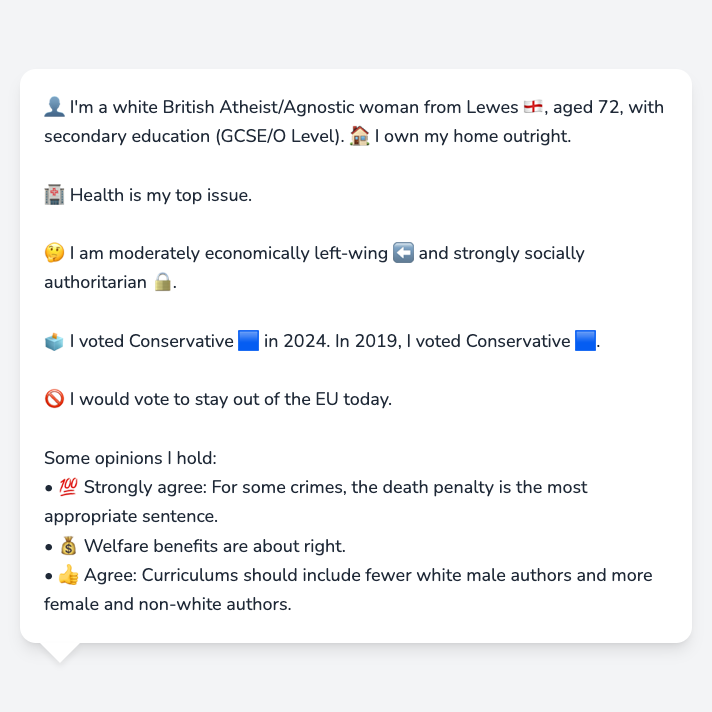 👤 I'm a white British Atheist/Agnostic woman from Lewes 🏴󠁧󠁢󠁥󠁮󠁧󠁿, aged 72, with
secondary education (GCSE/O Level). 🏠 I own my home outright.
🏥 Health is my top issue.
🤔 I am moderately economically left-wing ⬅️ and strongly socially
authoritarian 🔒.
🗳️ I voted Conservative 🟦 in 2024. In 2019, I voted Conservative 🟦.
🚫 I would vote to stay out of the EU today.
Some opinions I hold:
• 💯 Strongly agree: For some crimes, the death penalty is the most
appropriate sentence.
• 💰 Welfare benefits are about right.
• 👍 Agree: Curriculums should include fewer white male authors and more
female and non-white authors.